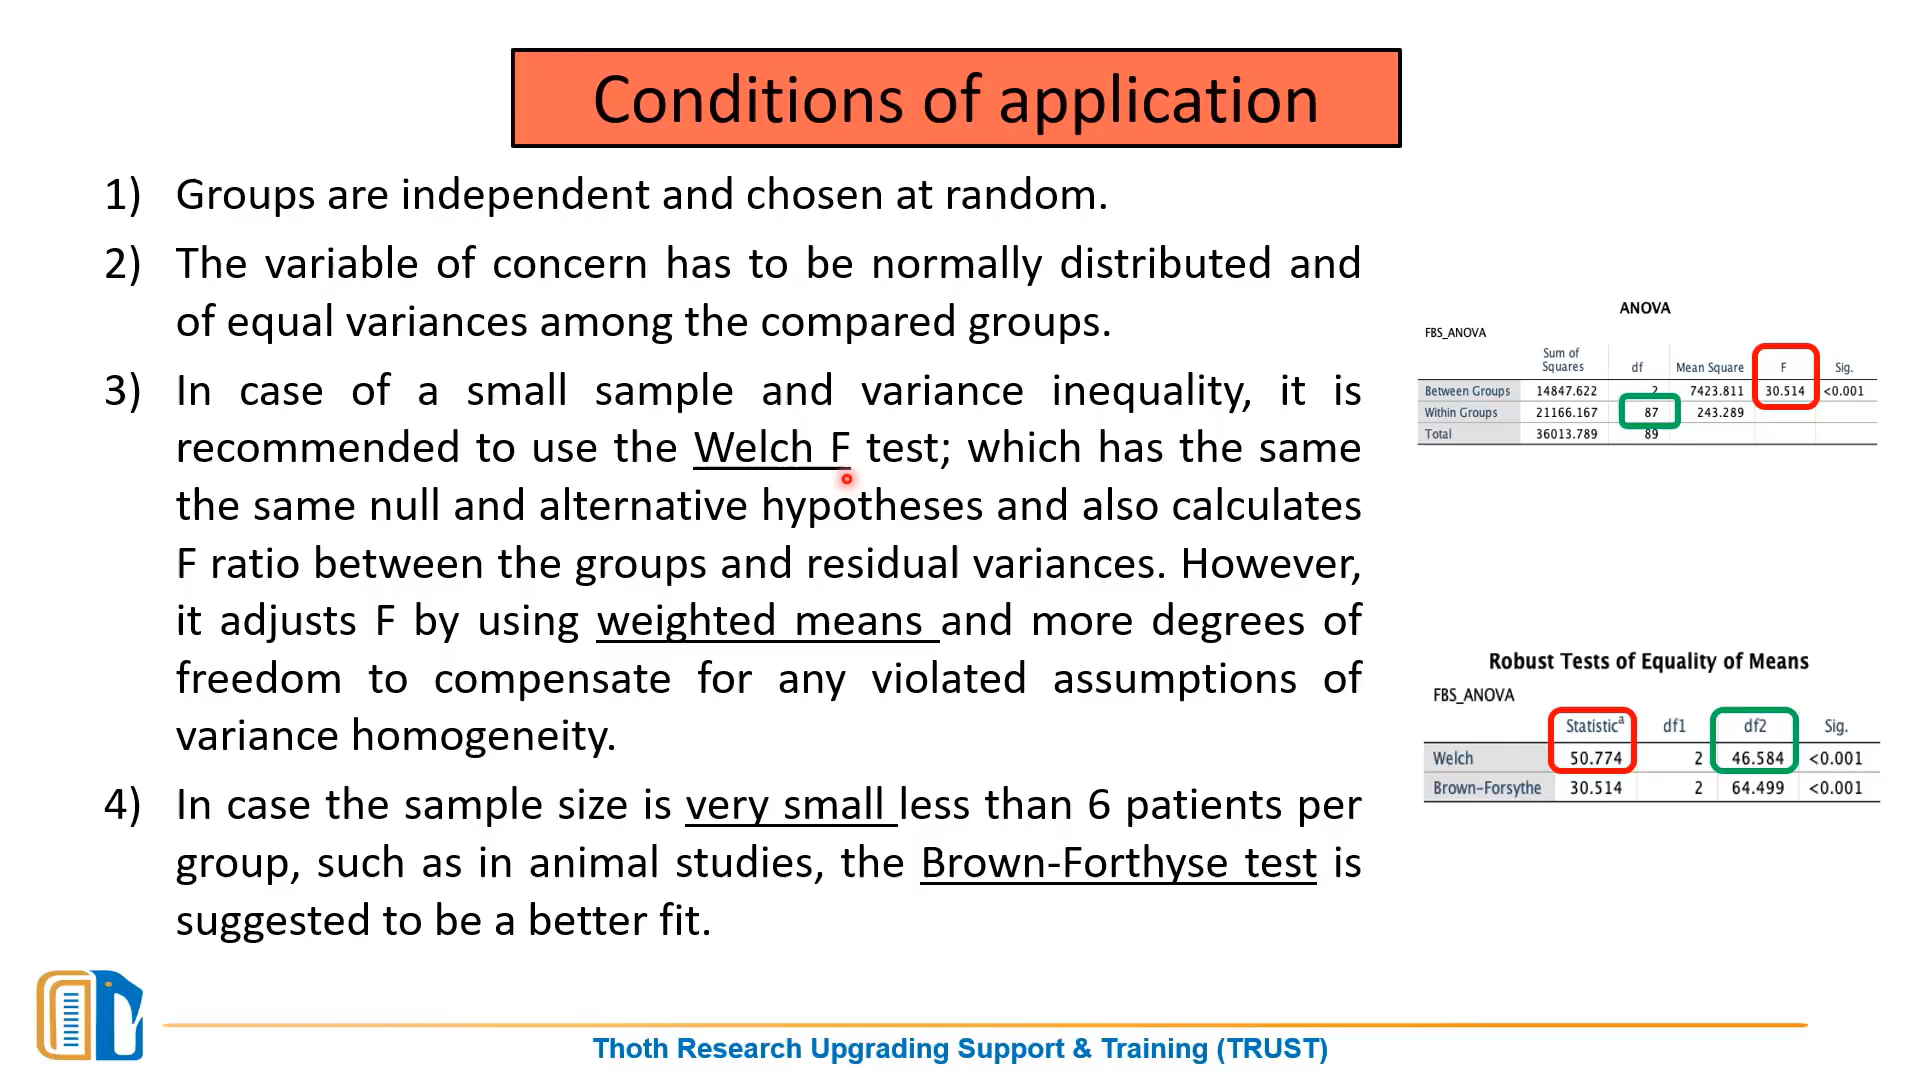 Conditions of application
1) Groups are independent and chosen at random.
2) The variable of concern has to be normally distributed and
of equal variances among the compared groups.
3) In case of a small sample and variance inequality, it is
recommended to use the Welch F test; which has the same
the same null and alternative hypotheses and also calculates
F ratio between the groups and residual variances. However,
it adjusts F by using weighted means and more degrees of
freedom to compensate for any violated assumptions of
variance homogeneity.
4) In case the sample size is very small less than 6 patients per
group, such as in animal studies, the Brown-Forthyse test is
suggested to be a better fit.
ANOVA
FBS_ANOVA
Sum of
Squares df Mean Square F Sig.
Between Groups 14847.622 2 7423.811 30.514 <0.001
Within Groups 21166.167 87 243.289
Total 36013.789 89
Robust Tests of Equality of Means
FBS_ANOVA
Statistica df1 df2 Sig.
Welch 50.774 2 46.584 <0.001
Brown-Forsythe 30.514 2 64.499 <0.001
Thoth Research Upgrading Support & Training (TRUST)